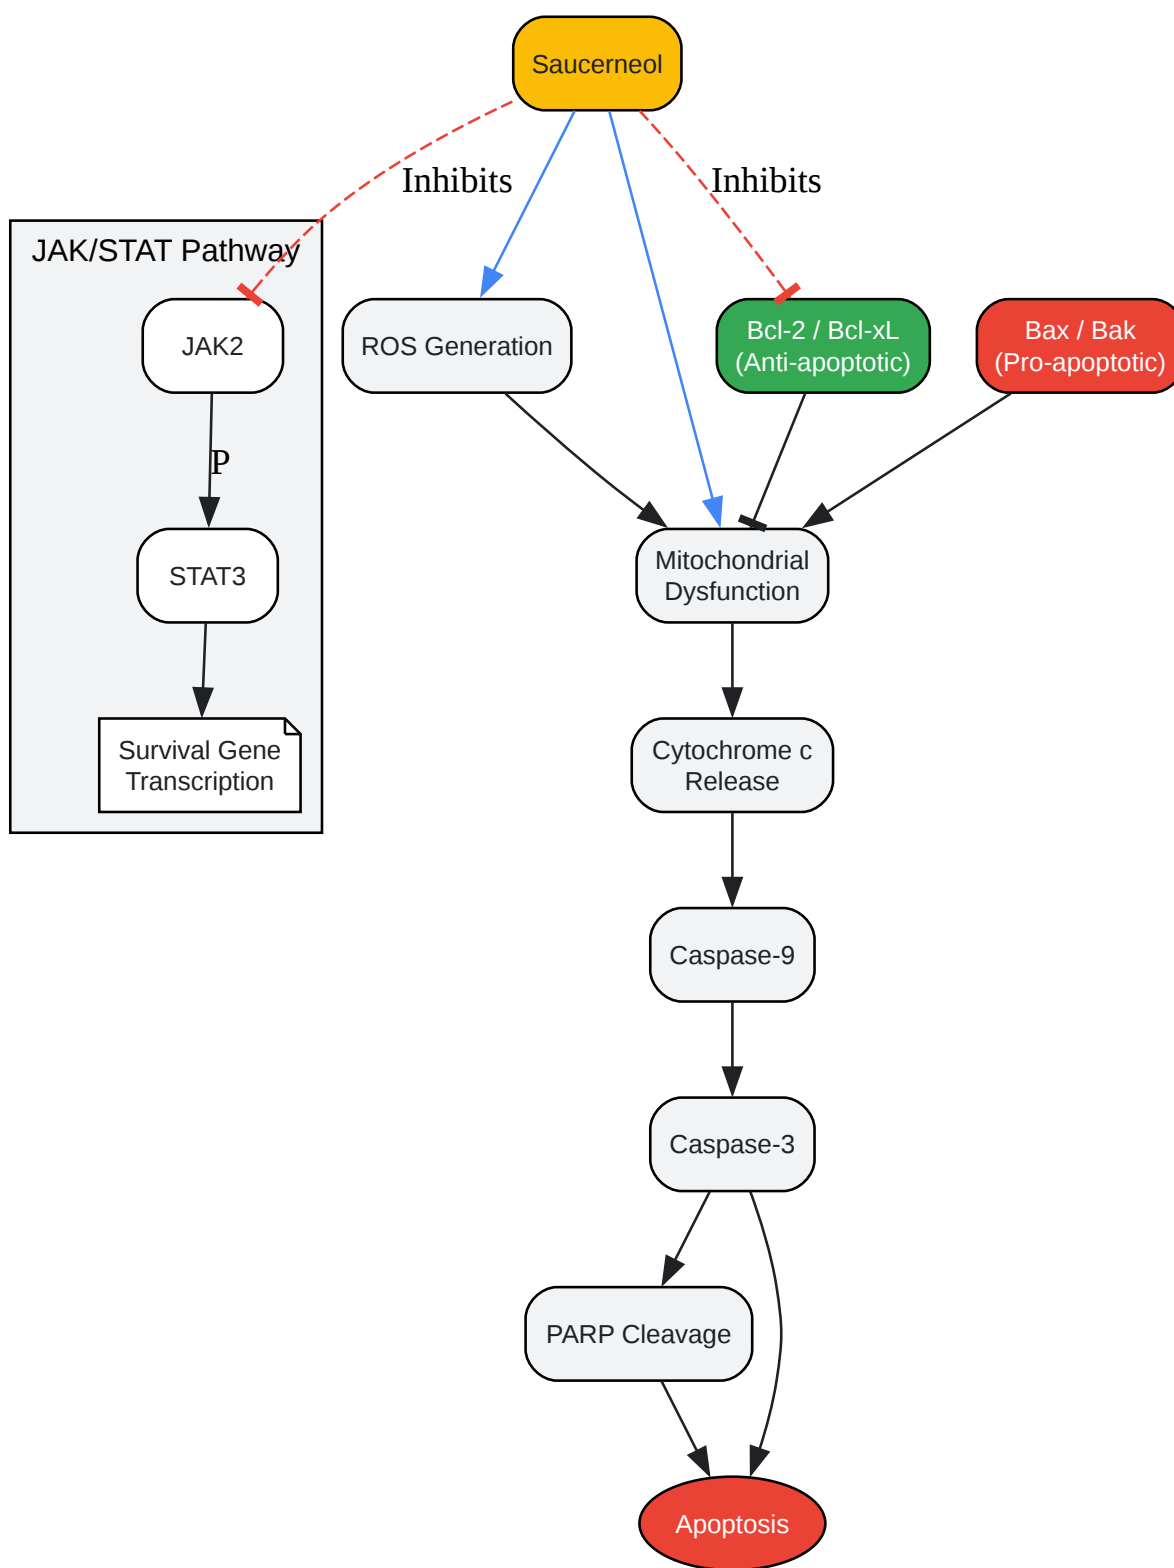 Saucerneol
Inhibits
Inhibits
JAK/STAT Pathway
JAK2
ROS Generation
Bcl-2 / Bcl-xL
(Anti-apoptotic)
Bax / Bak
(Pro-apoptotic)
P
STAT3
Mitochondrial
Dysfunction
Survival Gene
Transcription
Cytochrome c
Release
Caspase-9
Caspase-3
PARP Cleavage
Apoptosis